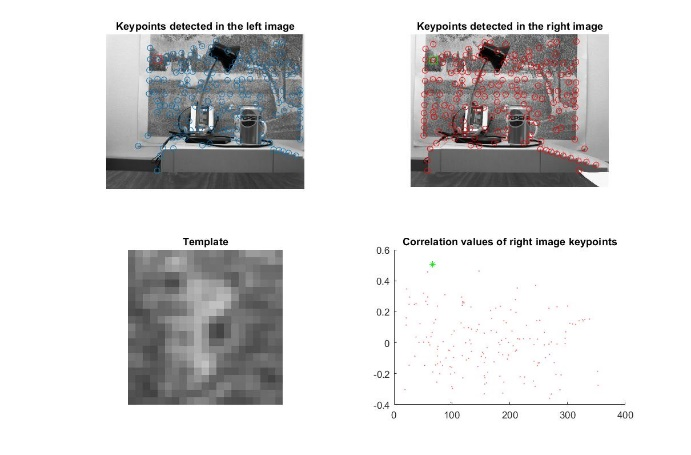 Keypoints detected in the left image
Keypoints detected in the right image
Template
Correlation values of right image keypoints
0.6
0.4
0.2
0
-0.2
-0.4
0 100 200 300 400